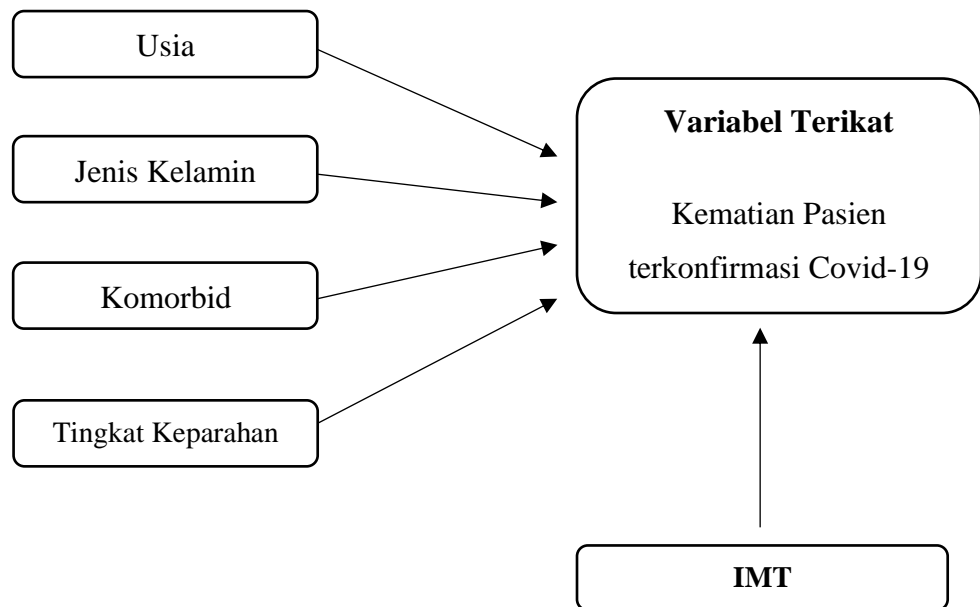 Usia
Jenis Kelamin
Komorbid
Tingkat Keparahan
Variabel Terikat
Kematian Pasien
terkonfirmasi Covid-19
IMT